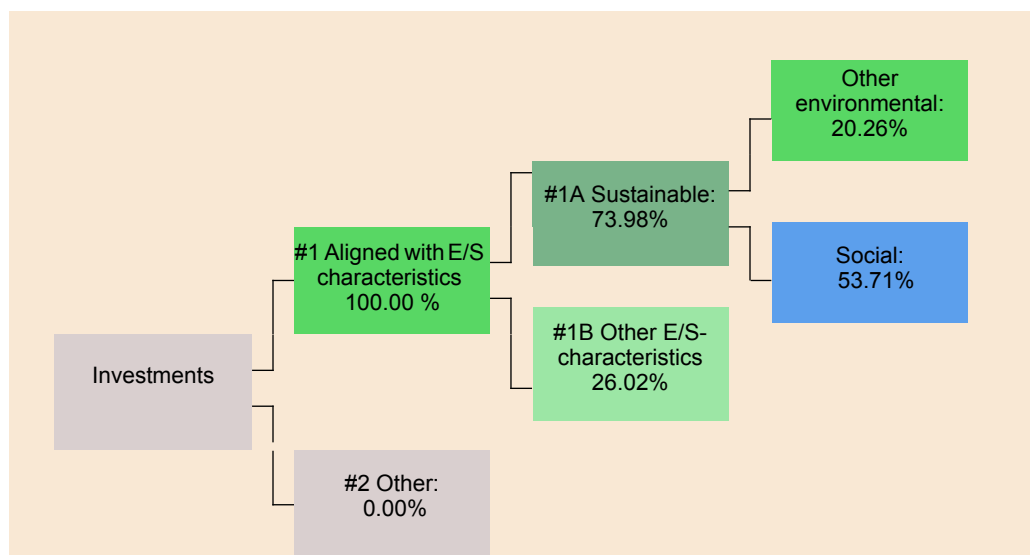 Other
environmental:
20.26%
#1A Sustainable:
73.98%
#1 Aligned with E/S
characteristics
100.00 %
Social:
53.71%
#1B Other E/S-
characteristics
26.02%
Investments
#2 Other:
0.00%